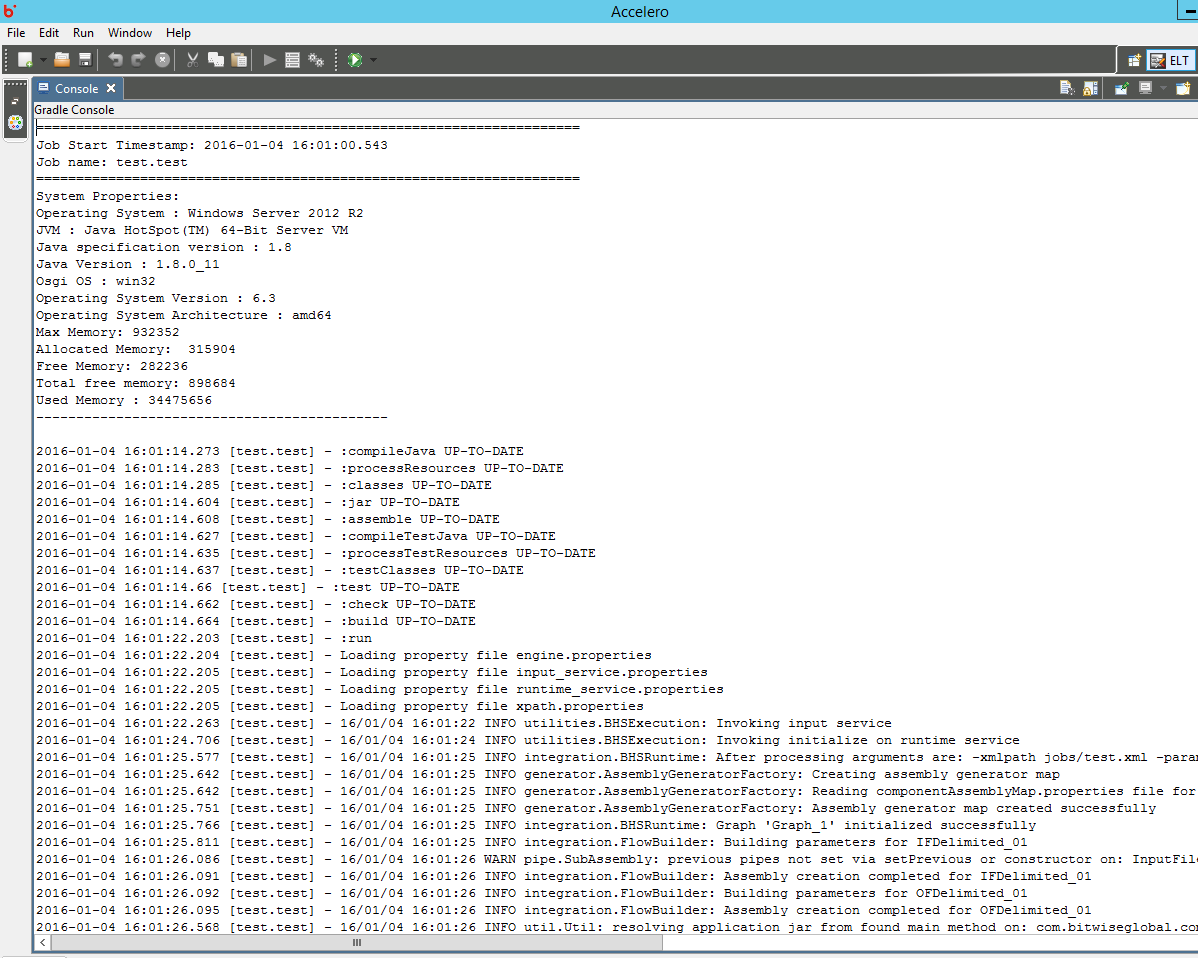 Accelero
File Edit Run Window Help
ELT
Console
Gradle Console
====================================================================
Job Start Timestamp: 2016-01-04 16:01:00.543
Job name: test.test
====================================================================
System Properties:
Operating System : Windows Server 2012 R2
JVM : Java HotSpot(TM) 64-Bit Server VM
Java specification version : 1.8
Java Version : 1.8.0_11
Osgi OS : win32
Operating System Version : 6.3
Operating System Architecture : amd64
Max Memory: 932352
Allocated Memory:  315904
Free Memory: 282236
Total free memory: 898684
Used Memory : 34475656
--------------------------------------------
2016-01-04 16:01:14.273 [test.test] - :compileJava UP-TO-DATE
2016-01-04 16:01:14.283 [test.test] - :processResources UP-TO-DATE
2016-01-04 16:01:14.285 [test.test] - :classes UP-TO-DATE
2016-01-04 16:01:14.604 [test.test] - :jar UP-TO-DATE
2016-01-04 16:01:14.608 [test.test] - :assemble UP-TO-DATE
2016-01-04 16:01:14.627 [test.test] - :compileTestJava UP-TO-DATE
2016-01-04 16:01:14.635 [test.test] - :processTestResources UP-TO-DATE
2016-01-04 16:01:14.637 [test.test] - :testClasses UP-TO-DATE
2016-01-04 16:01:14.66 [test.test] - :test UP-TO-DATE
2016-01-04 16:01:14.662 [test.test] - :check UP-TO-DATE
2016-01-04 16:01:14.664 [test.test] - :build UP-TO-DATE
2016-01-04 16:01:22.203 [test.test] - :run
2016-01-04 16:01:22.204 [test.test] - Loading property file engine.properties
2016-01-04 16:01:22.205 [test.test] - Loading property file input_service.properties
2016-01-04 16:01:22.205 [test.test] - Loading property file runtime_service.properties
2016-01-04 16:01:22.205 [test.test] - Loading property file xpath.properties
2016-01-04 16:01:22.263 [test.test] - 16/01/04 16:01:22 INFO utilities.BHSExecution: Invoking input service
2016-01-04 16:01:24.706 [test.test] - 16/01/04 16:01:24 INFO utilities.BHSExecution: Invoking initialize on runtime service
2016-01-04 16:01:25.577 [test.test] - 16/01/04 16:01:25 INFO integration.BHSRuntime: After processing arguments are: -xmlpath jobs/test.xml -para
2016-01-04 16:01:25.642 [test.test] - 16/01/04 16:01:25 INFO generator.AssemblyGeneratorFactory: Creating assembly generator map
2016-01-04 16:01:25.642 [test.test] - 16/01/04 16:01:25 INFO generator.AssemblyGeneratorFactory: Reading componentAssemblyMap.properties file for
2016-01-04 16:01:25.751 [test.test] - 16/01/04 16:01:25 INFO generator.AssemblyGeneratorFactory: Assembly generator map created successfully
2016-01-04 16:01:25.766 [test.test] - 16/01/04 16:01:25 INFO integration.BHSRuntime: Graph 'Graph_1' initialized successfully
2016-01-04 16:01:25.811 [test.test] - 16/01/04 16:01:25 INFO integration.FlowBuilder: Building parameters for IFDelimited_01
2016-01-04 16:01:26.086 [test.test] - 16/01/04 16:01:26 WARN pipe.SubAssembly: previous pipes not set via setPrevious or constructor on: InputFile
2016-01-04 16:01:26.091 [test.test] - 16/01/04 16:01:26 INFO integration.FlowBuilder: Assembly creation completed for IFDelimited_01
2016-01-04 16:01:26.092 [test.test] - 16/01/04 16:01:26 INFO integration.FlowBuilder: Building parameters for OFDelimited_01
2016-01-04 16:01:26.095 [test.test] - 16/01/04 16:01:26 INFO integration.FlowBuilder: Assembly creation completed for OFDelimited_01
2016-01-04 16:01:26.568 [test.test] - 16/01/04 16:01:26 INFO util.Util: resolving application jar from found main method on: com.bitwiseglobal.co